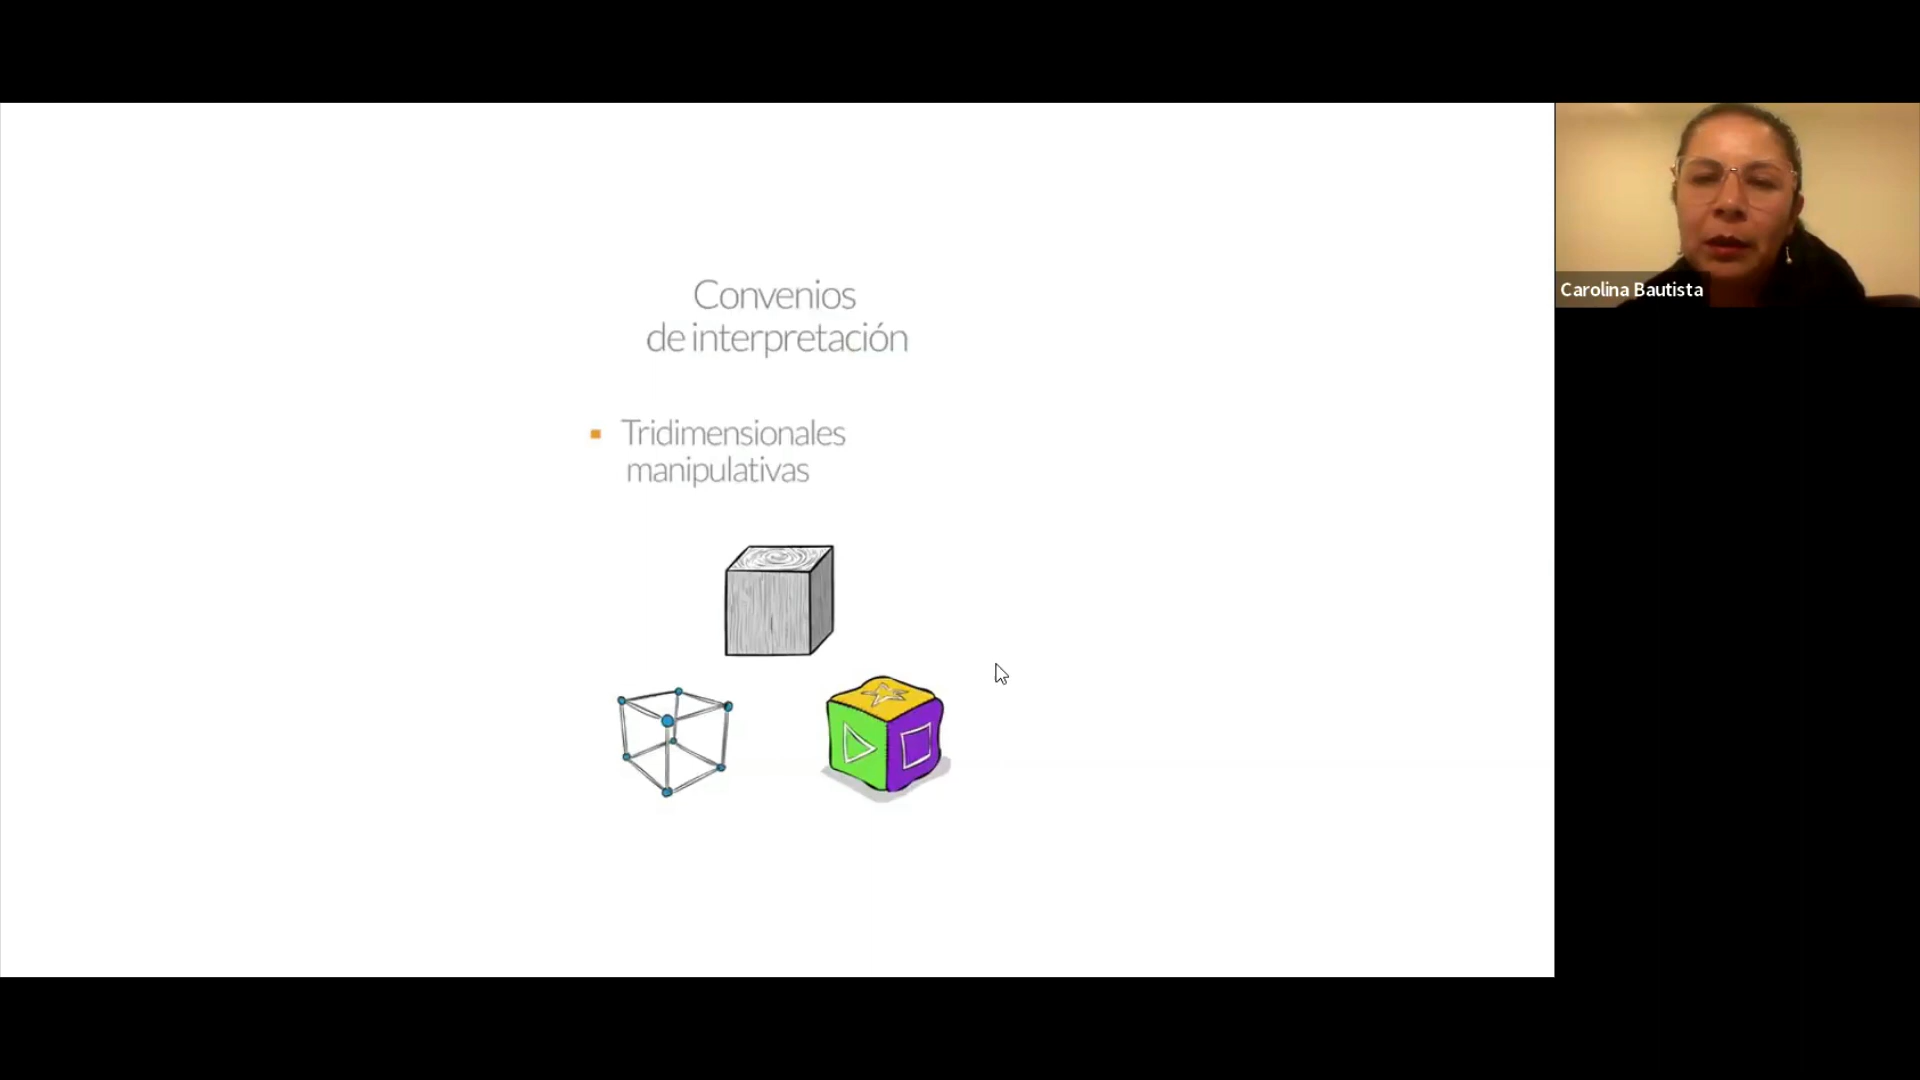 Convenios
de interpretación
Tridimensionales
manipulativas
Carolina Bautista